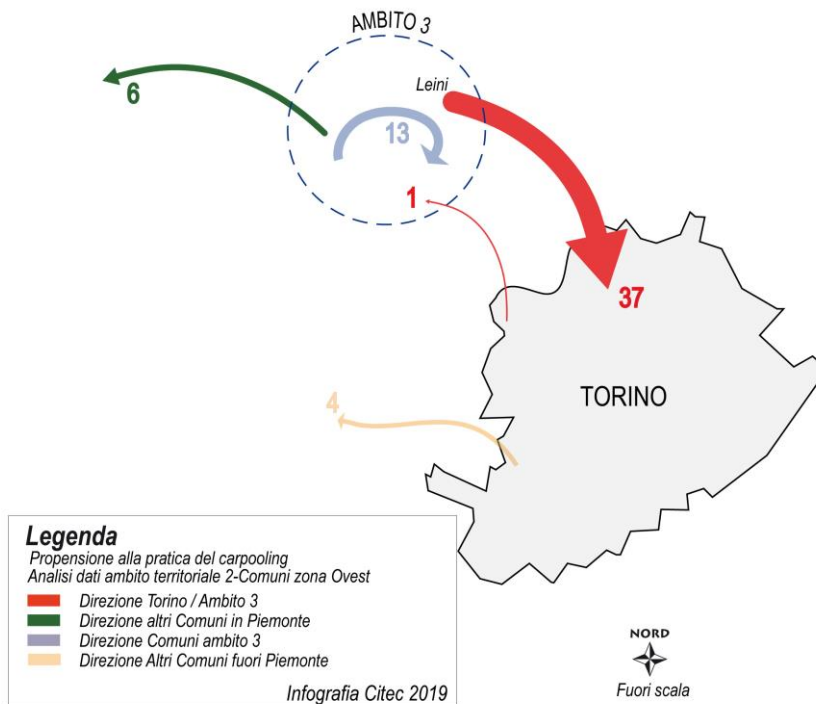 AMBITO 3
Leini
6
13
1
37
TORINO
4
Legenda
Propensione alla pratica del carpooling
Analisi dati ambito territoriale 2-Comuni zona Ovest
Direzione Torino / Ambito 3
Direzione altri Comuni in Piemonte
Direzione Comuni ambito 3
Direzione Altri Comuni fuori Piemonte
Infografia Citec 2019
NORD
Fuori scala